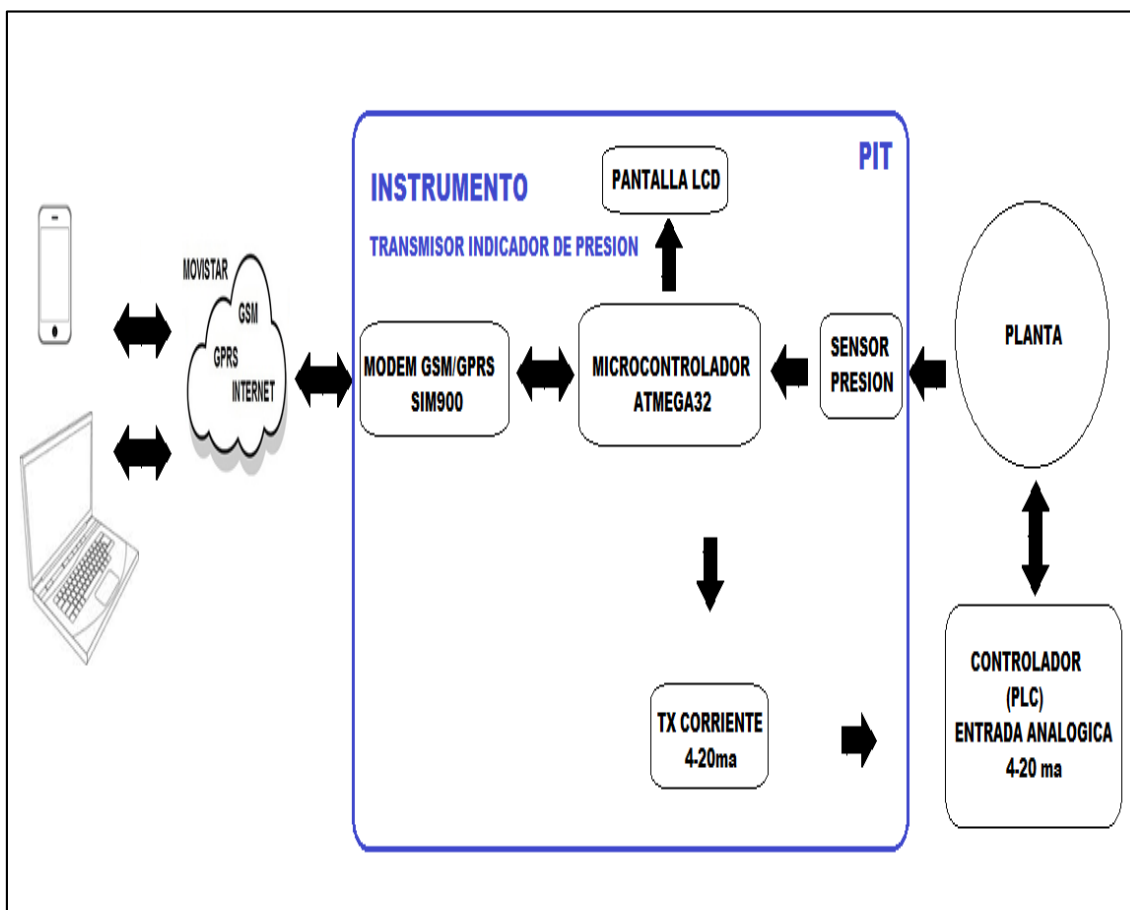 PIT
INSTRUMENTO
TRANSMISOR INDICADOR DE PRESION
PANTALLA LCD
MOVISTAR
GSM
GPRS
INTERNET
MODEM GSM/GPRS
SIM900
MICROCONTROLADOR
ATMEGA32
SENSOR
PRESION
PLANTA
TX CORRIENTE
4-20ma
CONTROLADOR
(PLC)
ENTRADA ANALOGICA
4-20 ma